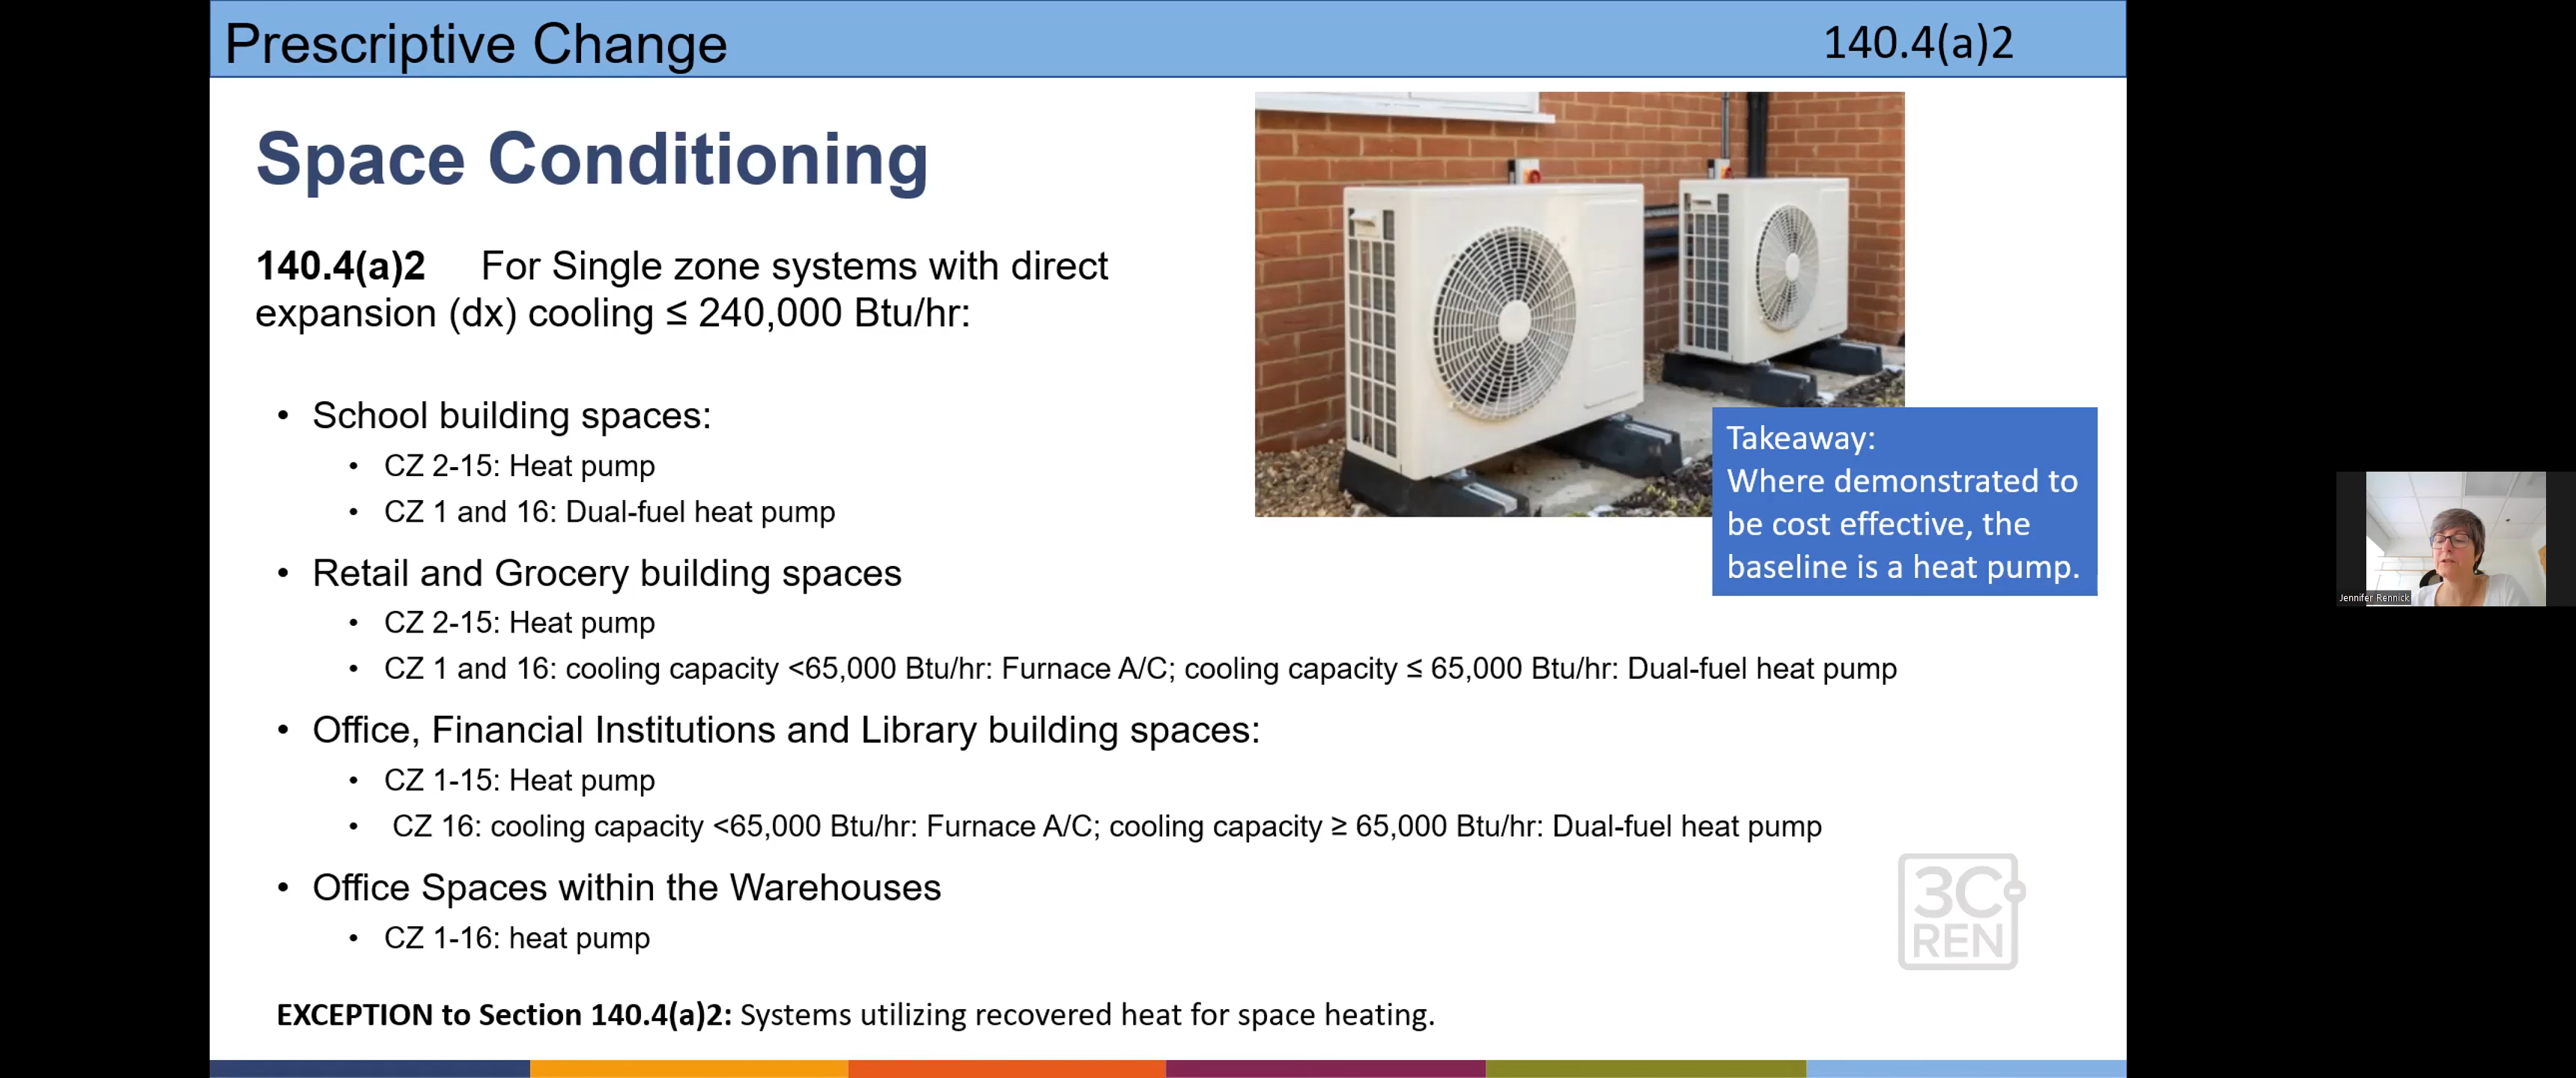 Prescriptive Change
140.4(a)2
Space Conditioning
140.4(a)2 For Single zone systems with direct
expansion (dx) cooling ≤ 240,000 Btu/hr:
• School building spaces:
• CZ 2-15: Heat pump
• CZ 1 and 16: Dual-fuel heat pump
Takeaway:
Where demonstrated to
be cost effective, the
baseline is a heat pump.
• Retail and Grocery building spaces
• CZ 2-15: Heat pump
• CZ 1 and 16: cooling capacity <65,000 Btu/hr: Furnace A/C; cooling capacity ≤ 65,000 Btu/hr: Dual-fuel heat pump
• Office, Financial Institutions and Library building spaces:
• CZ 1-15: Heat pump
• CZ 16: cooling capacity <65,000 Btu/hr: Furnace A/C; cooling capacity ≥ 65,000 Btu/hr: Dual-fuel heat pump
• Office Spaces within the Warehouses
• CZ 1-16: heat pump
EXCEPTION to Section 140.4(a)2: Systems utilizing recovered heat for space heating.
3C-
REN
Jennifer Rennick